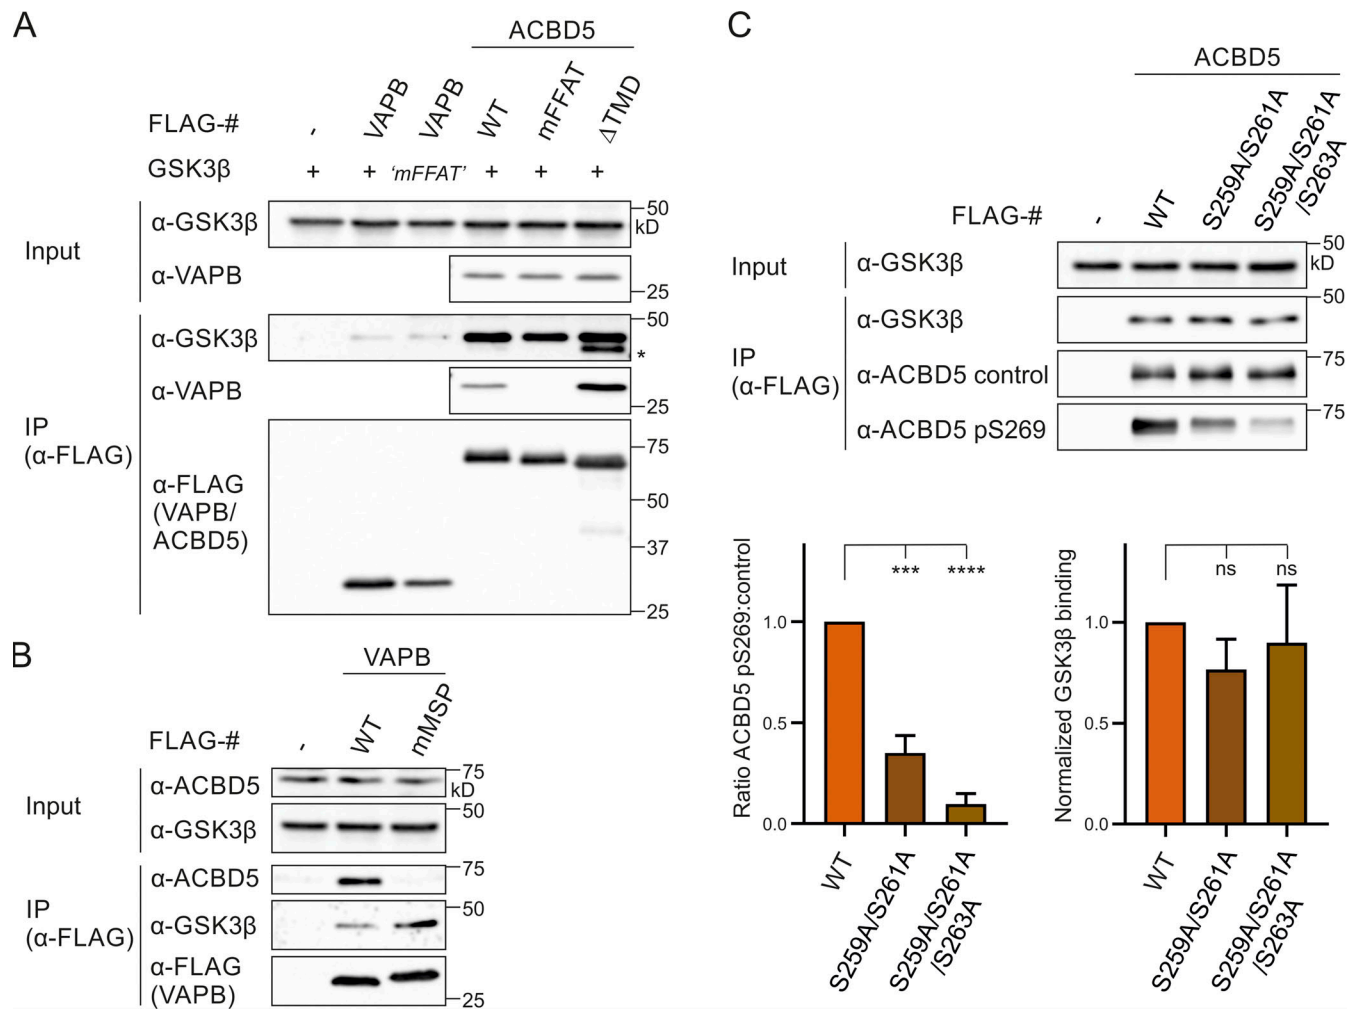 A
ACBD5
FLAG-#
-
VAPB
VAPB
WT
mFFAT
ΔTMD
GSK3β
+
+
'mFFAT'
+
+
+
Input
α-GSK3β
50
kD
α-VAPB
25
IP
(α-FLAG)
α-GSK3β
50
*
α-VAPB
25
α-FLAG
(VAPB/
ACBD5)
75
50
37
25
B
VAPB
FLAG-#
-
WT
mMSP
Input
α-ACBD5
75
kD
α-GSK3β
50
IP
(α-FLAG)
α-ACBD5
75
α-GSK3β
50
α-FLAG
(VAPB)
25
C
ACBD5
FLAG-#
-
WT
S259A/S261A
S259A/S261A
/S263A
Input
α-GSK3β
50
kD
IP
(α-FLAG)
α-GSK3β
50
α-ACBD5 control
75
α-ACBD5 pS269
75
Ratio ACBD5 pS269:control
1.0
0.5
0.0
***
****
WT
S259A/S261A
S259A/S261A
/S263A
Normalized GSK3β binding
1.0
0.5
0.0
ns
ns
WT
S259A/S261A
S259A/S261A
/S263A